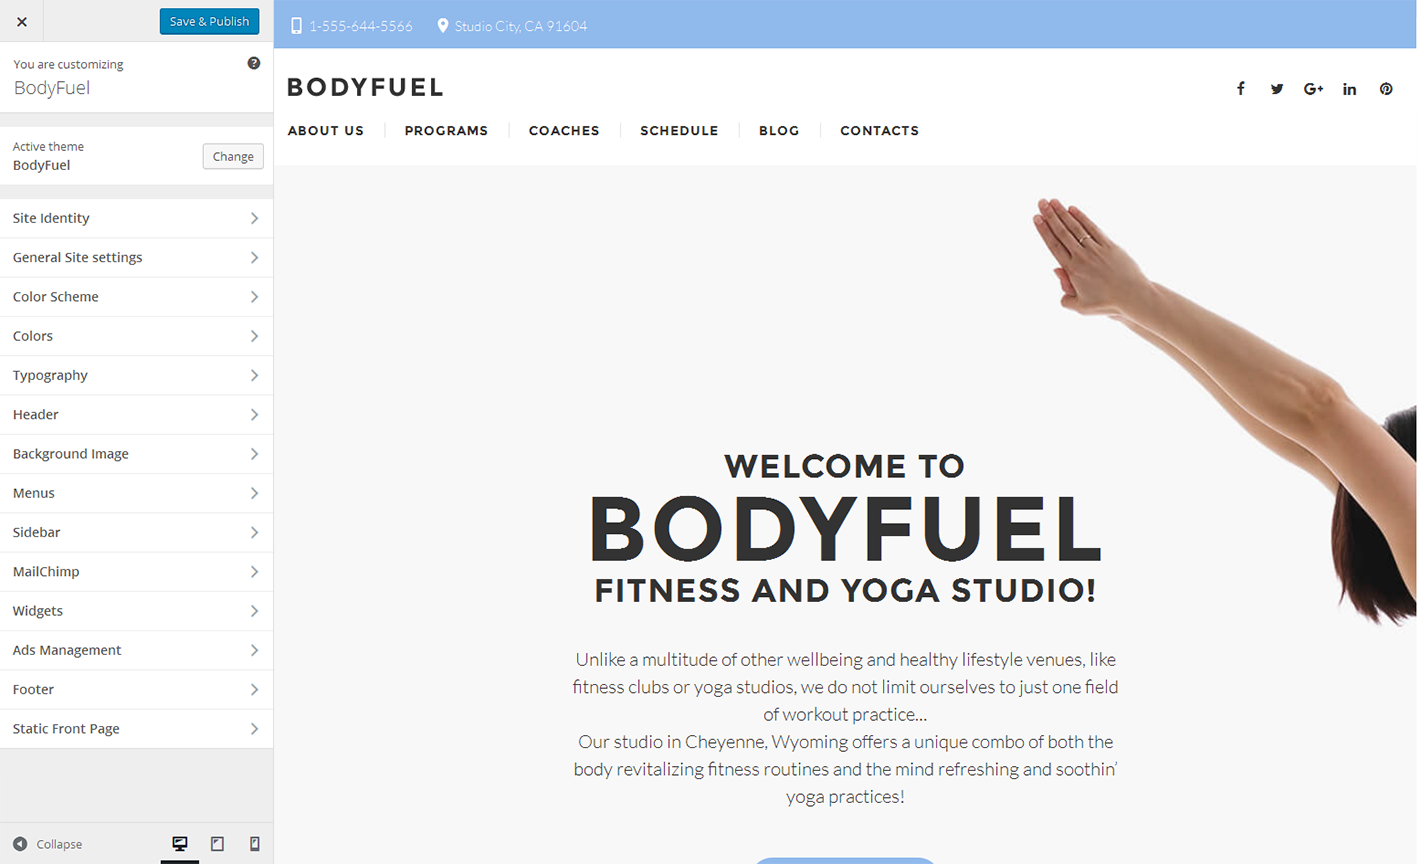 Save & Publish
You are customizing
BodyFuel
Active theme
BodyFuel
Change
Site Identity
General Site settings
Color Scheme
Colors
Typography
Header
Background Image
Menus
Sidebar
MailChimp
Widgets
Ads Management
Footer
Static Front Page
Collapse
1-555-644-5566 Studio City, CA 91604
BODYFUEL
ABOUT US PROGRAMS COACHES SCHEDULE BLOG CONTACTS
WELCOME TO
BODYFUEL
FITNESS AND YOGA STUDIO!
Unlike a multitude of other wellbeing and healthy lifestyle venues, like
fitness clubs or yoga studios, we do not limit ourselves to just one field
of workout practice...
Our studio in Cheyenne, Wyoming offers a unique combo of both the
body revitalizing fitness routines and the mind refreshing and soothin’
yoga practices!